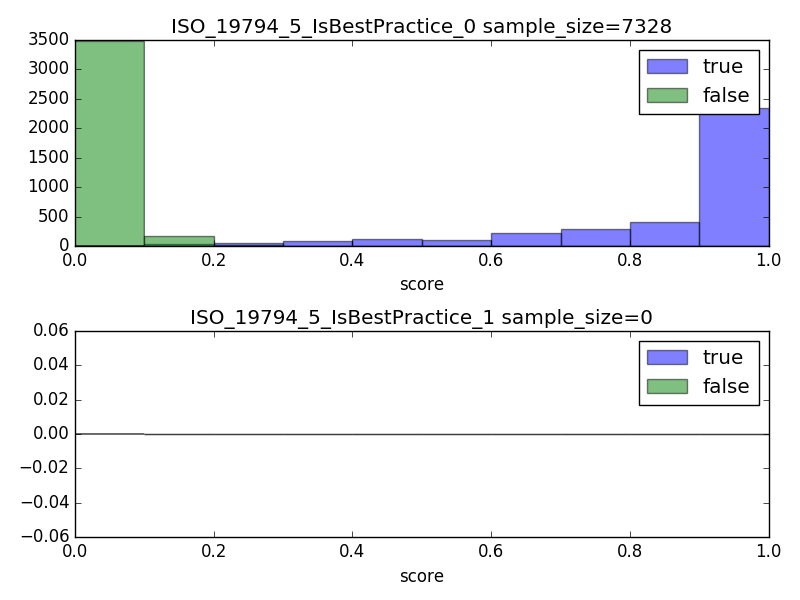 ISO_19794_5_IsBestPractice_0 sample_size=7328
3500
3000
2500
2000
1500
1000
500
0
true
false
0.0 0.2 0.4 0.6 0.8 1.0
score
ISO_19794_5_IsBestPractice_1 sample_size=0
0.06
0.04
0.02
0.00
−0.02
−0.04
−0.06
true
false
0.0 0.2 0.4 0.6 0.8 1.0
score